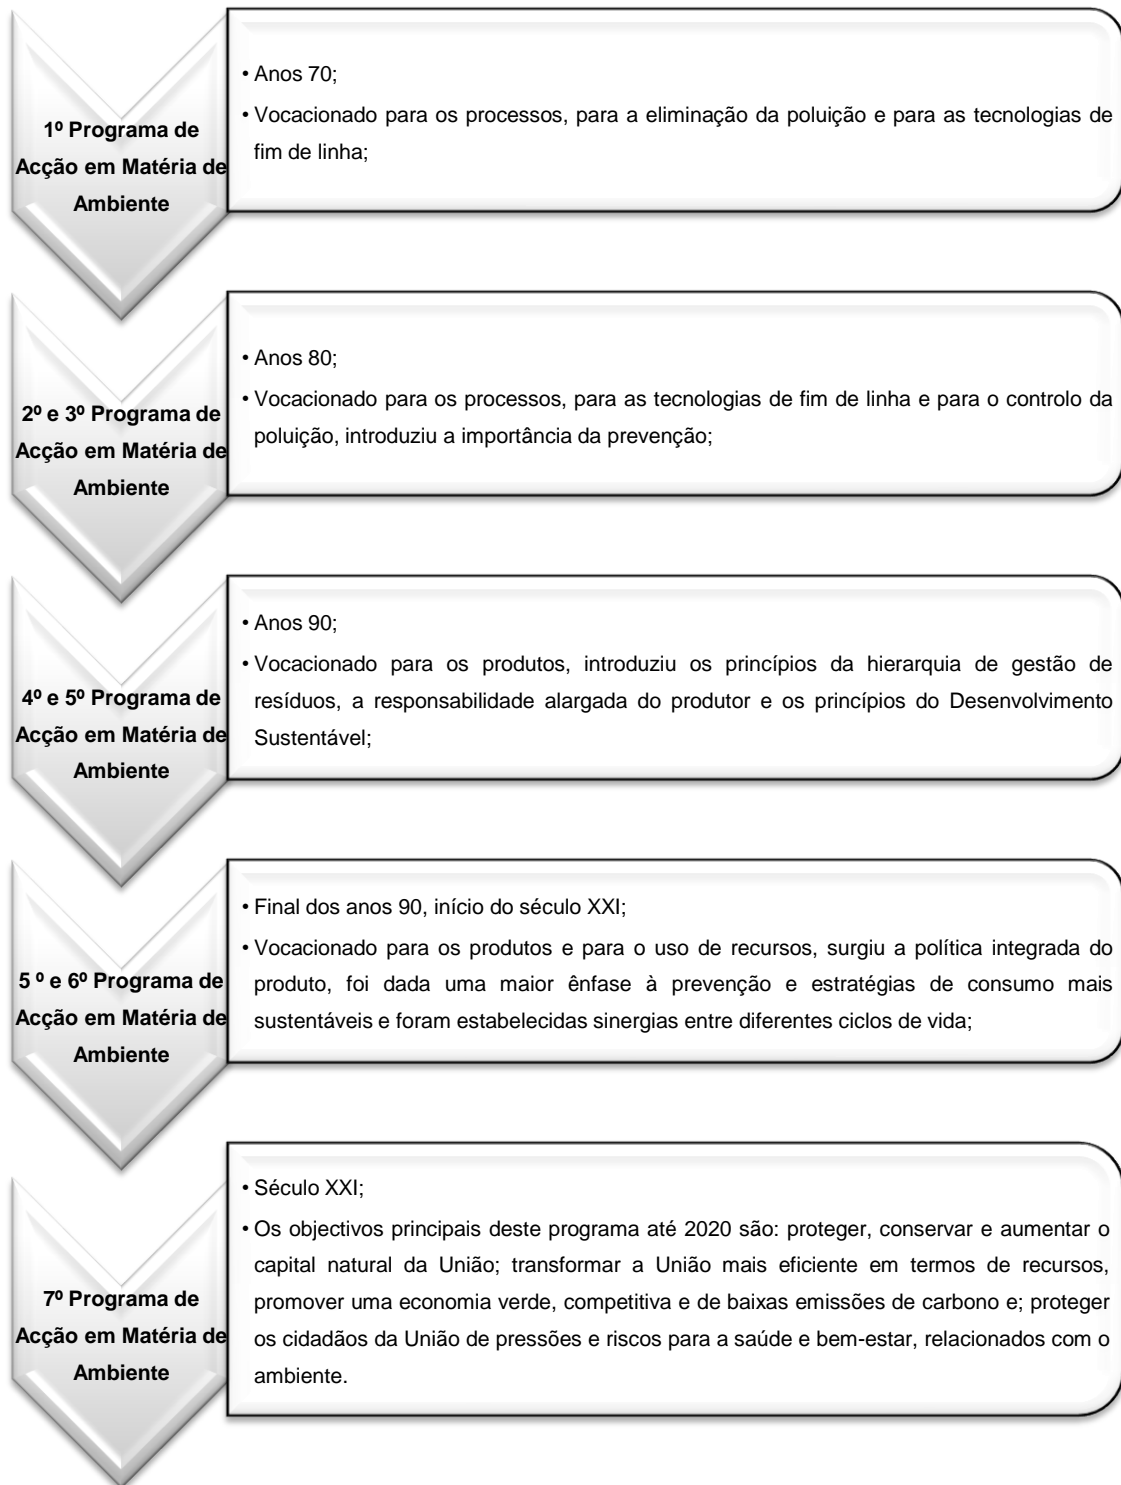 1º Programa de
Acção em Matéria de
Ambiente
• Anos 70;
• Vocacionado para os processos, para a eliminação da poluição e para as tecnologias de
fim de linha;
2º e 3º Programa de
Acção em Matéria de
Ambiente
• Anos 80;
• Vocacionado para os processos, para as tecnologias de fim de linha e para o controlo da
poluição, introduziu a importância da prevenção;
4º e 5º Programa de
Acção em Matéria de
Ambiente
• Anos 90;
• Vocacionado para os produtos, introduziu os princípios da hierarquia de gestão de
resíduos, a responsabilidade alargada do produtor e os princípios do Desenvolvimento
Sustentável;
5 º e 6º Programa de
Acção em Matéria de
Ambiente
• Final dos anos 90, início do século XXI;
• Vocacionado para os produtos e para o uso de recursos, surgiu a política integrada do
produto, foi dada uma maior ênfase à prevenção e estratégias de consumo mais
sustentáveis e foram estabelecidas sinergias entre diferentes ciclos de vida;
7º Programa de
Acção em Matéria de
Ambiente
• Século XXI;
• Os objectivos principais deste programa até 2020 são: proteger, conservar e aumentar o
capital natural da União; transformar a União mais eficiente em termos de recursos,
promover uma economia verde, competitiva e de baixas emissões de carbono e; proteger
os cidadãos da União de pressões e riscos para a saúde e bem-estar, relacionados com o
ambiente.